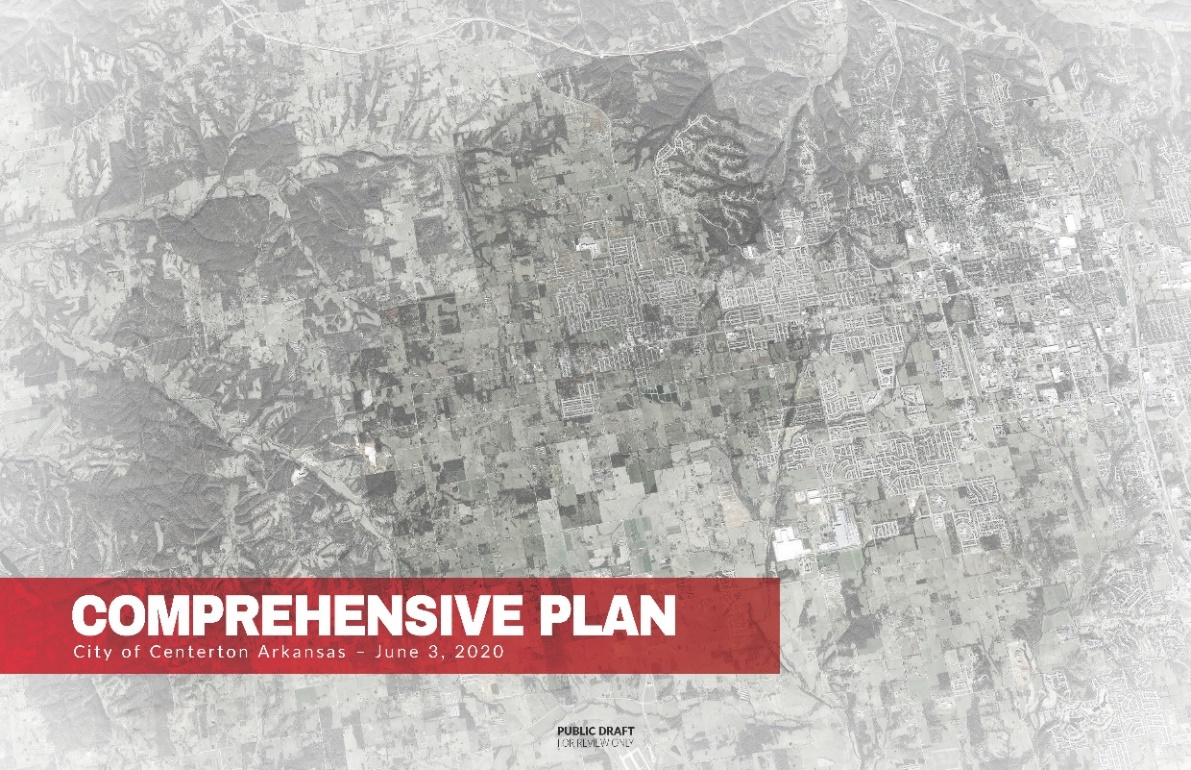 COMPREHENSIVE PLAN
City of Centerton Arkansas – June 3, 2020
PUBLIC DRAFT
FOR REVIEW ONLY